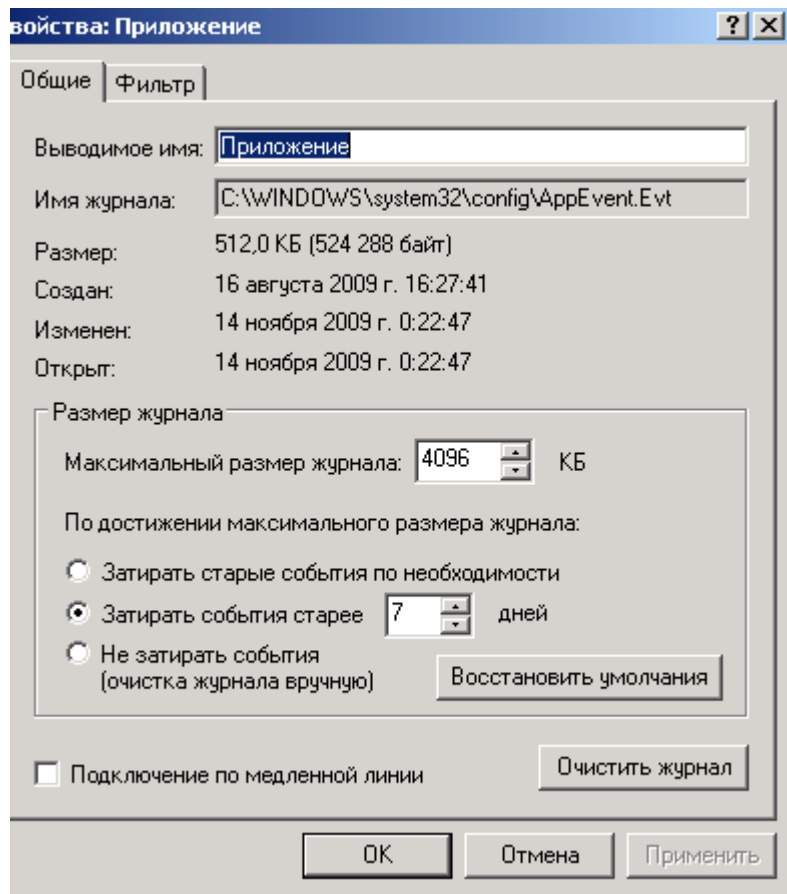 войства: Приложение
Общие Фильтр
Выводимое имя: Приложение
Имя журнала: C:\WINDOWS\system32\config\AppEvent.Evt
Размер: 512,0 КБ (524 288 байт)
Создан: 16 августа 2009 г. 16:27:41
Изменен: 14 ноября 2009 г. 0:22:47
Открыт: 14 ноября 2009 г. 0:22:47
Размер журнала
Максимальный размер журнала: 4096 КБ
По достижении максимального размера журнала:
Затирать старые события по необходимости
Затирать события старее 7 дней
Не затирать события
(очистка журнала вручную)
Восстановить умолчания
Подключение по медленной линии
Очистить журнал
OK Отмена Применить